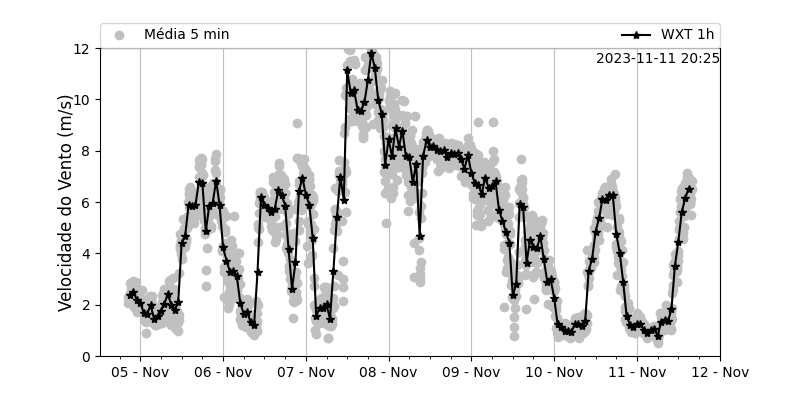 Média 5 min
WXT 1h
2023-11-11 20:25
Velocidade do Vento (m/s)
12
10
8
6
4
2
0
05 - Nov
06 - Nov
07 - Nov
08 - Nov
09 - Nov
10 - Nov
11 - Nov
12 - Nov